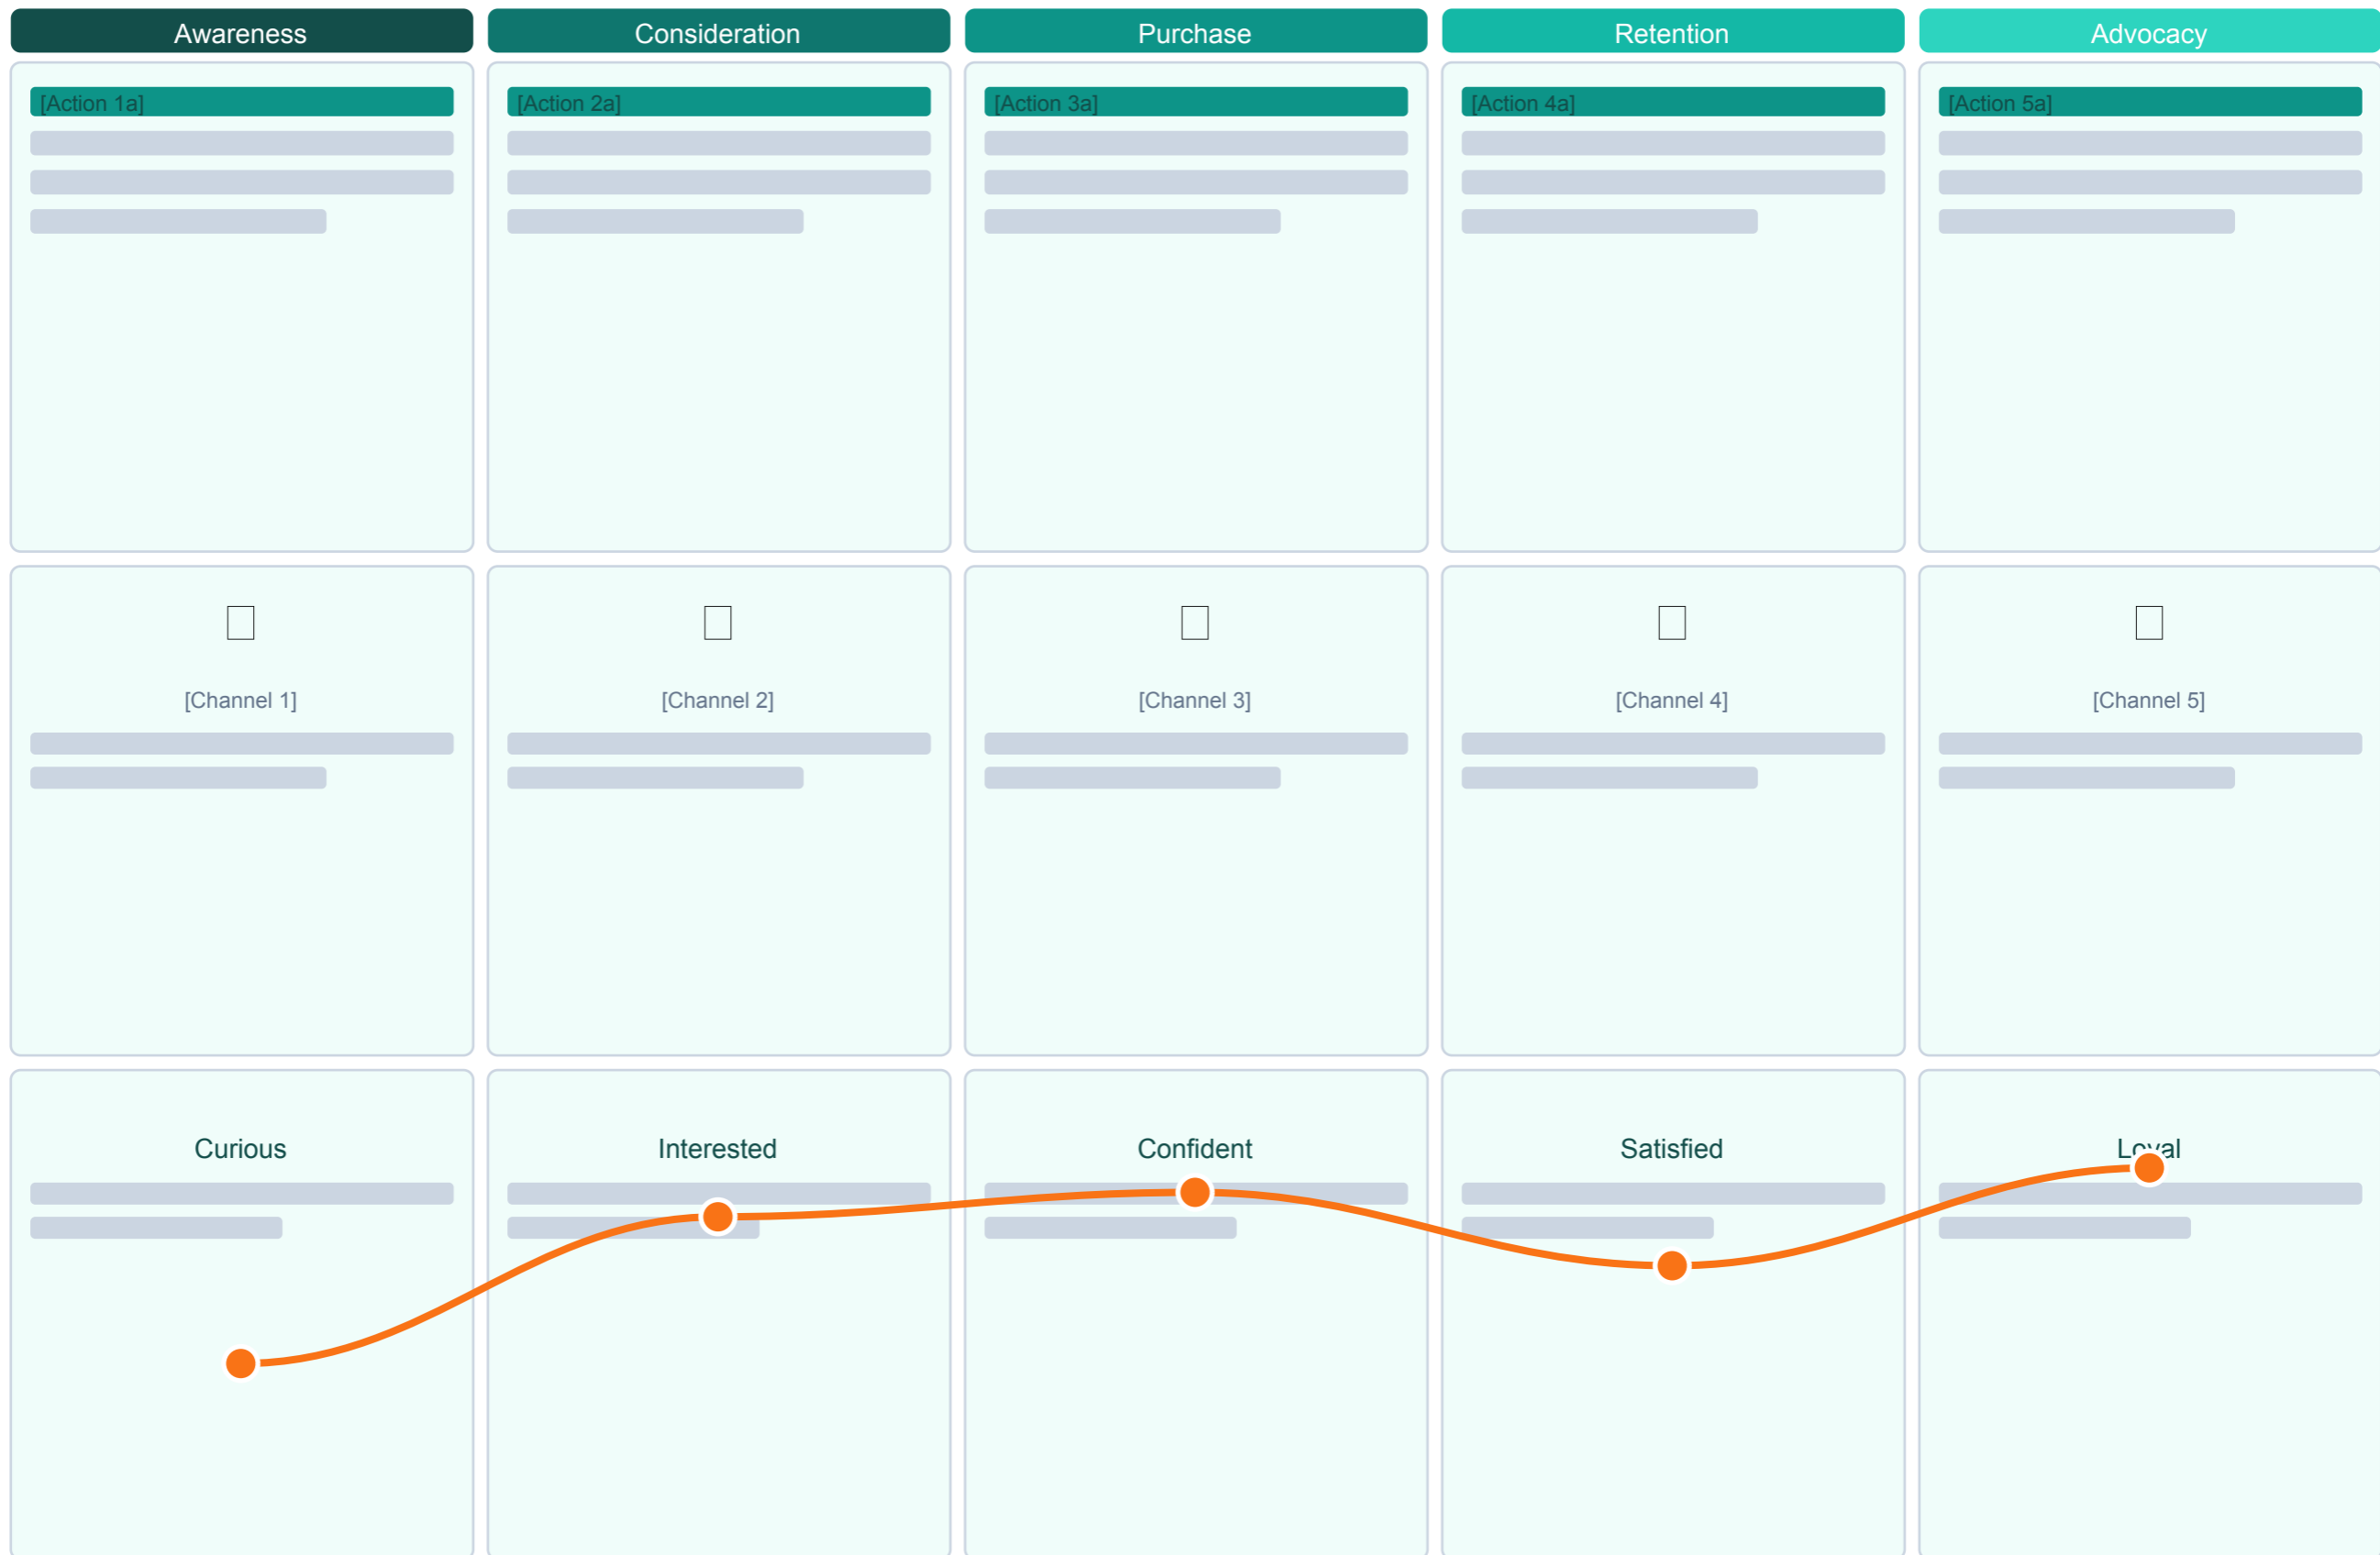 Awareness
Consideration
Purchase
Retention
Advocacy
[Action 1a]
[Action 2a]
[Action 3a]
[Action 4a]
[Action 5a]
[Channel 1]
[Channel 2]
[Channel 3]
[Channel 4]
[Channel 5]
Curious
Interested
Confident
Satisfied
Loyal